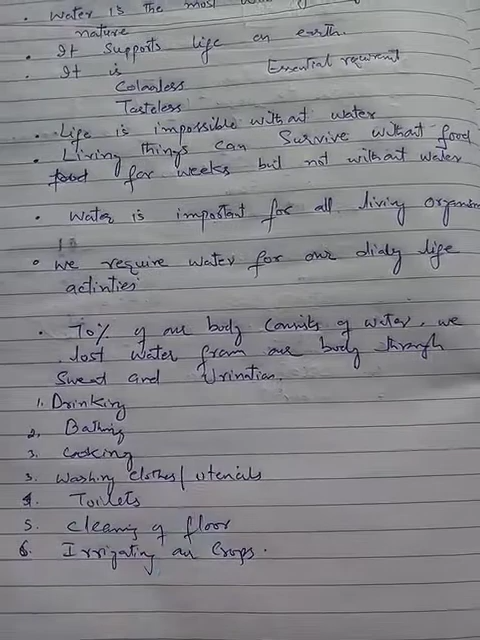 • Water is the most
nature
• It supports life on earth.
• It is Essential requirment
Colourless
Tasteless
• Life is impossible without water
• Living things can Survive without food
food for weeks but not without water
• Water is important for all living organism
Is
• We require water for our dialy life
activities
• 70% of our body consits of water, we
lost water from our body through
Sweat and Urination.
1. Drinking
2. Bathing
3. Cooking
3. Washing clothes/ utensils
4. Toilets
5. cleaning of floor
6. Irrigating our Crops.